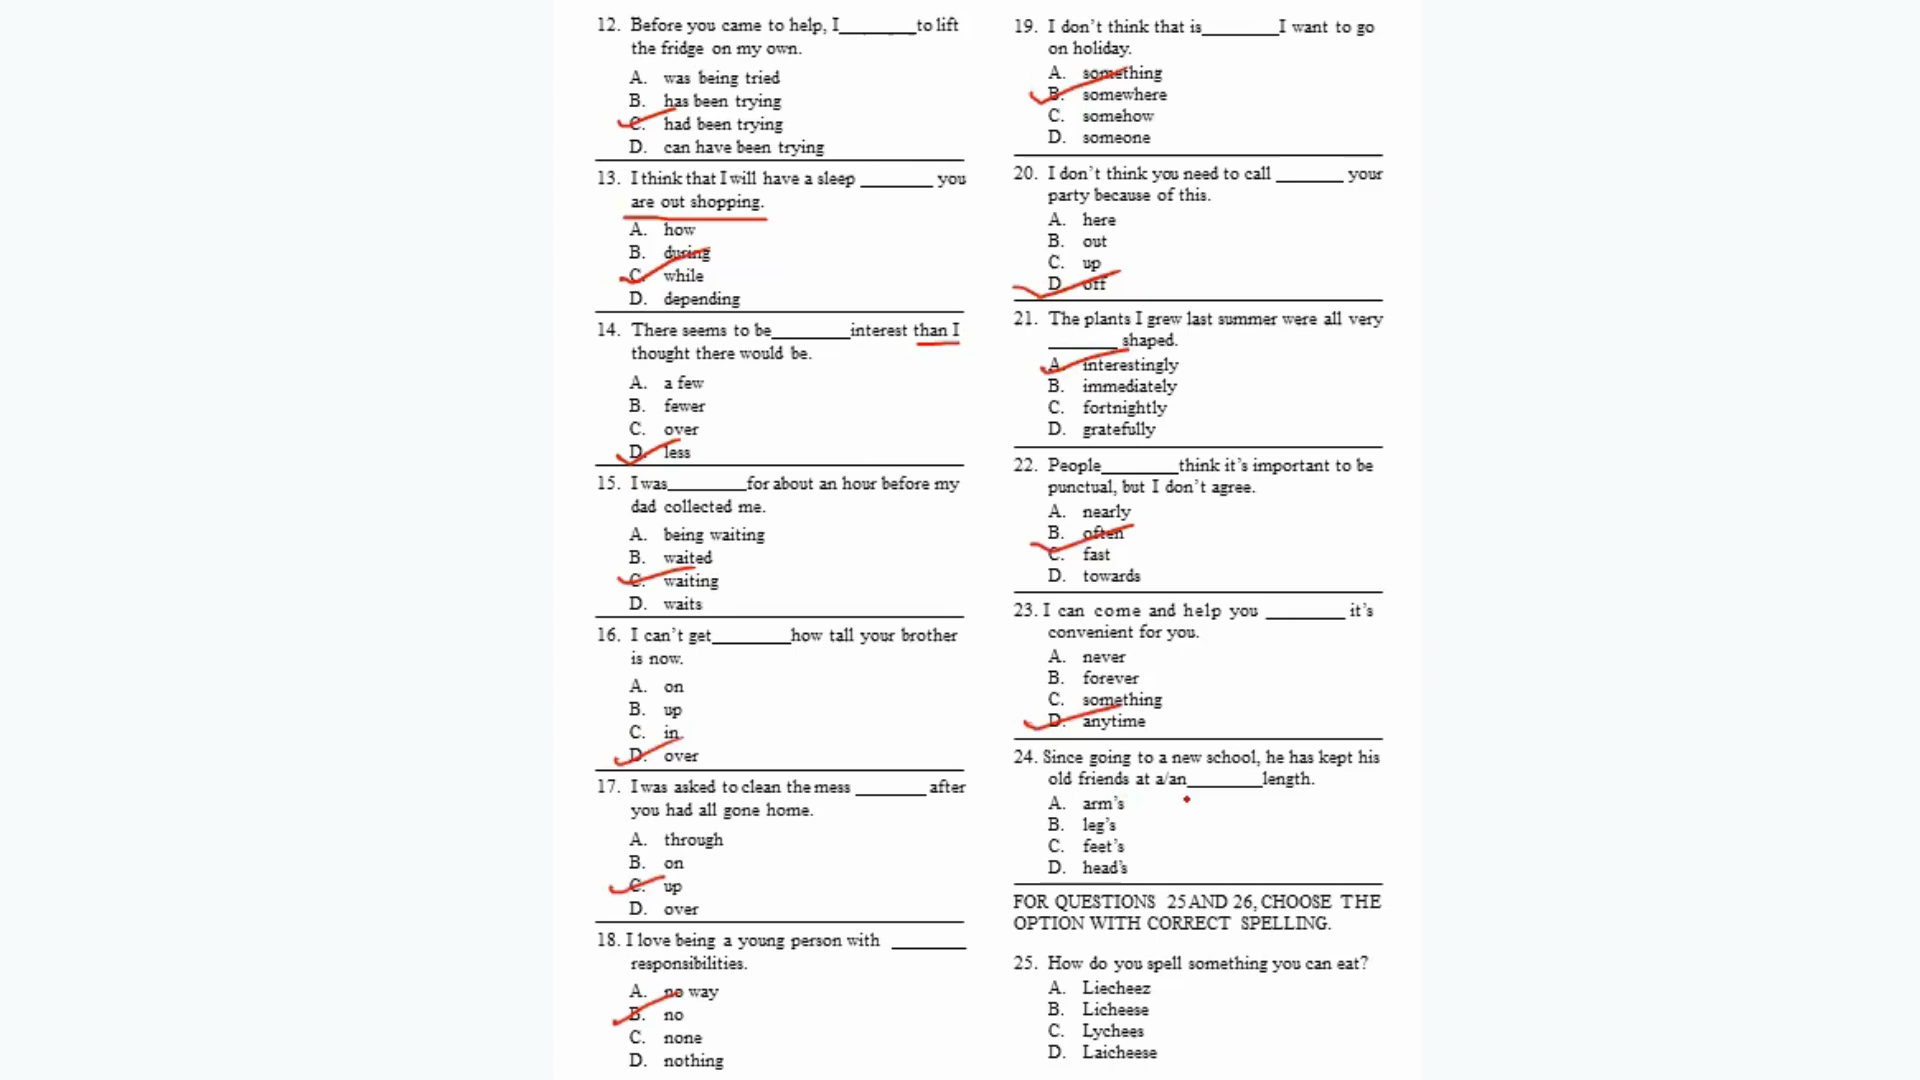 12. Before you came to help, I________to lift
the fridge on my own.
A. was being tried
B. has been trying
C. had been trying
D. can have been trying
13. I think that I will have a sleep ________ you
are out shopping.
A. how
B. during
C. while
D. depending
14. There seems to be________interest than I
thought there would be.
A. a few
B. fewer
C. over
D. less
15. I was________for about an hour before my
dad collected me.
A. being waiting
B. waited
C. waiting
D. waits
16. I can't get________how tall your brother
is now.
A. on
B. up
C. in
D. over
17. I was asked to clean the mess ________ after
you had all gone home.
A. through
B. on
C. up
D. over
18. I love being a young person with ________
responsibilities.
A. no way
B. no
C. none
D. nothing
19. I don't think that is________I want to go
on holiday.
A. something
B. somewhere
C. somehow
D. someone
20. I don't think you need to call ________ your
party because of this.
A. here
B. out
C. up
D. off
21. The plants I grew last summer were all very
________ shaped.
A. interestingly
B. immediately
C. fortnightly
D. gratefully
22. People________think it's important to be
punctual, but I don't agree.
A. nearly
B. often
C. fast
D. towards
23. I can come and help you ________ it's
convenient for you.
A. never
B. forever
C. something
D. anytime
24. Since going to a new school, he has kept his
old friends at a/an________length.
A. arm's
B. leg's
C. feet's
D. head's
FOR QUESTIONS 25 AND 26, CHOOSE THE
OPTION WITH CORRECT SPELLING.
25. How do you spell something you can eat?
A. Liecheez
B. Licheese
C. Lychees
D. Laicheese